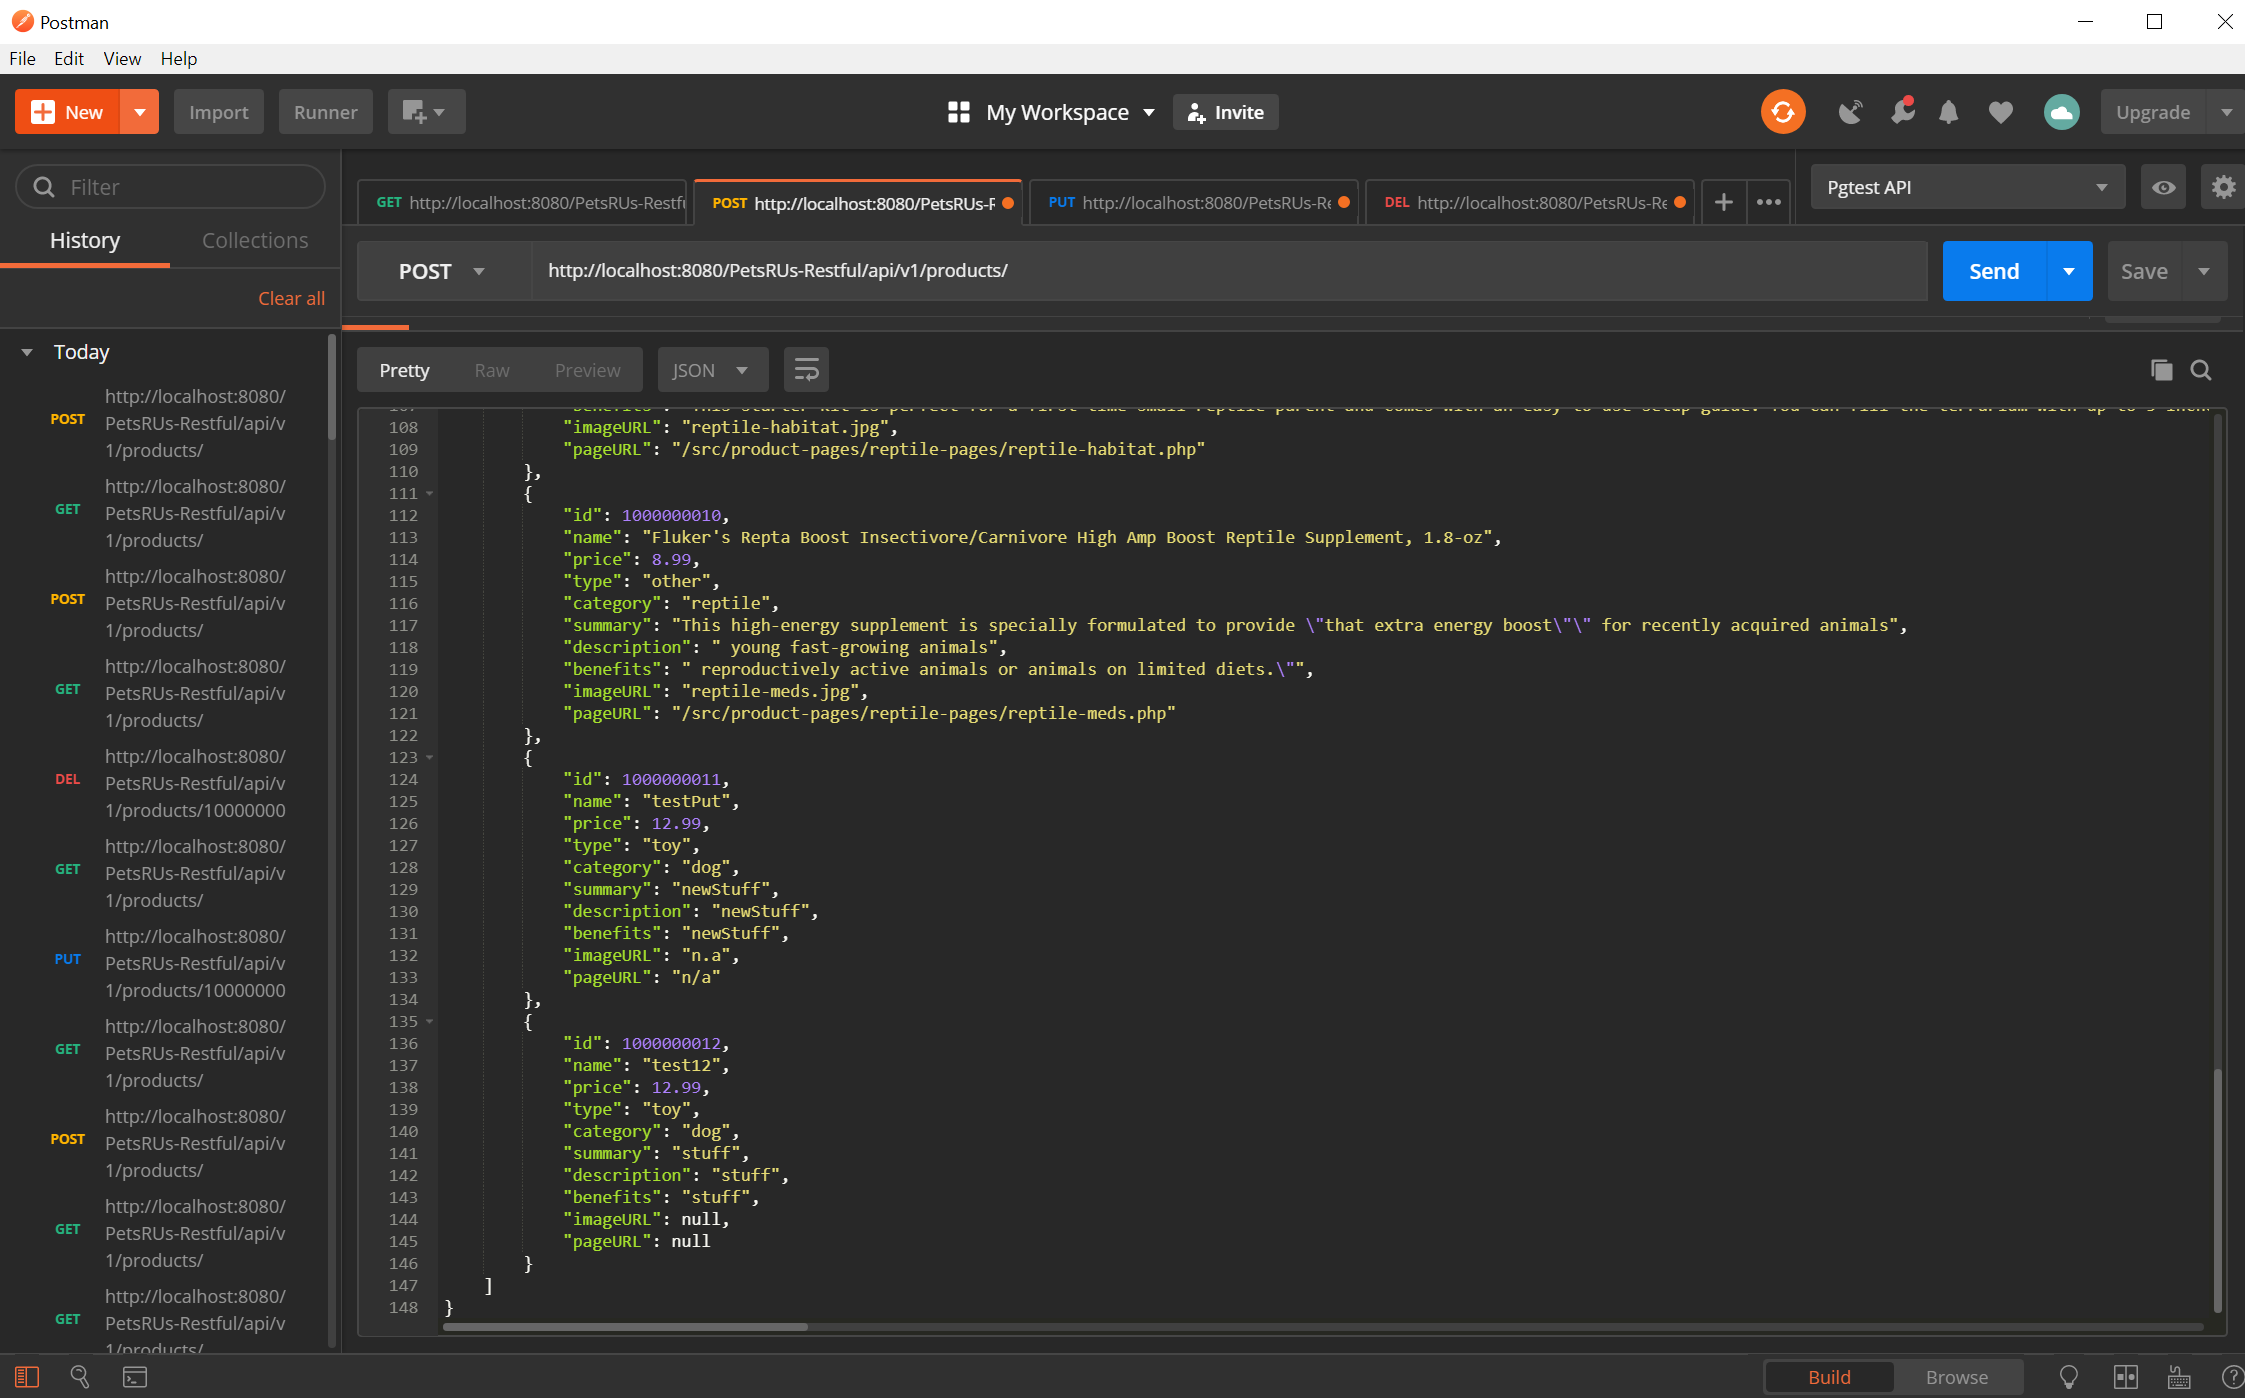 Postman
File Edit View Help
New Import Runner My Workspace Invite Upgrade
Filter
History Collections
Clear all
Today
POST http://localhost:8080/
PetsRUs-Restful/api/v
1/products/
GET http://localhost:8080/
PetsRUs-Restful/api/v
1/products/
POST http://localhost:8080/
PetsRUs-Restful/api/v
1/products/
GET http://localhost:8080/
PetsRUs-Restful/api/v
1/products/
DEL http://localhost:8080/
PetsRUs-Restful/api/v
1/products/10000000
GET http://localhost:8080/
PetsRUs-Restful/api/v
1/products/
PUT http://localhost:8080/
PetsRUs-Restful/api/v
1/products/10000000
GET http://localhost:8080/
PetsRUs-Restful/api/v
1/products/
POST http://localhost:8080/
PetsRUs-Restful/api/v
1/products/
GET http://localhost:8080/
PetsRUs-Restful/api/v
1/products/
GET http://localhost:8080/
PetsRUs-Restful/api/v
1/products/
GET http://localhost:8080/PetsRUs-Restfu POST http://localhost:8080/PetsRUs-R PUT http://localhost:8080/PetsRUs-Re DEL http://localhost:8080/PetsRUs-Re Pgtest API
POST http://localhost:8080/PetsRUs-Restful/api/v1/products/ Send Save
Pretty Raw Preview JSON
108 "imageURL": "reptile-habitat.jpg",
109 "pageURL": "/src/product-pages/reptile-pages/reptile-habitat.php"
110 },
111 {
112 "id": 1000000010,
113 "name": "Fluker's Repta Boost Insectivore/Carnivore High Amp Boost Reptile Supplement, 1.8-oz",
114 "price": 8.99,
115 "type": "other",
116 "category": "reptile",
117 "summary": "This high-energy supplement is specially formulated to provide \"that extra energy boost\"\" for recently acquired animals",
118 "description": " young fast-growing animals",
119 "benefits": " reproductively active animals or animals on limited diets.\"",
120 "imageURL": "reptile-meds.jpg",
121 "pageURL": "/src/product-pages/reptile-pages/reptile-meds.php"
122 },
123 {
124 "id": 1000000011,
125 "name": "testPut",
126 "price": 12.99,
127 "type": "toy",
128 "category": "dog",
129 "summary": "newStuff",
130 "description": "newStuff",
131 "benefits": "newStuff",
132 "imageURL": "n.a",
133 "pageURL": "n/a"
134 },
135 {
136 "id": 1000000012,
137 "name": "test12",
138 "price": 12.99,
139 "type": "toy",
140 "category": "dog",
141 "summary": "stuff",
142 "description": "stuff",
143 "benefits": "stuff",
144 "imageURL": null,
145 "pageURL": null
146 }
147 ]
148 }
Build Browse